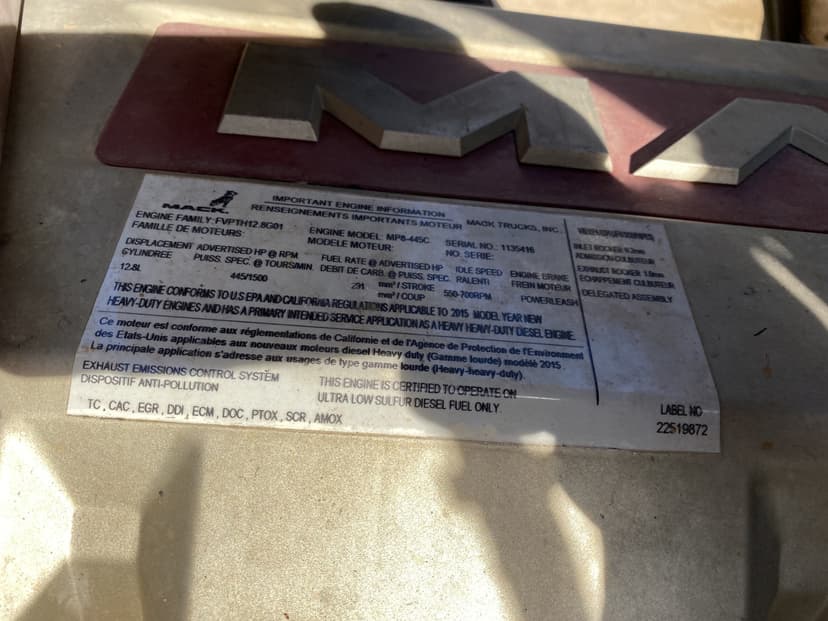 MACK
MACK
IMPORTANT ENGINE INFORMATION
RENSEIGNEMENTS IMPORTANTS MOTEUR
MACK TRUCKS, INC.
ENGINE FAMILY: FVPTH12.8G01
FAMILLE DE MOTEURS:
ENGINE MODEL: MP8-445C
MODELE MOTEUR:
SERIAL NO.: 1135416
NO. SERIE:
DISPLACEMENT ADVERTISED HP @ RPM FUEL RATE @ ADVERTISED HP IDLE SPEED ENGINE BRAKE
CYLINDREE PUISS. SPEC. @ TOURS/MIN. DEBIT DE CARB. @ PUISS. SPEC. RALENTI FREIN MOTEUR
12.8L 445/1500 291 mm³ / STROKE 550-700RPM POWERLEASH
mm³ / COUP
THIS ENGINE CONFORMS TO U.S EPA AND CALIFORNIA REGULATIONS APPLICABLE TO 2015 MODEL YEAR NEW
HEAVY-DUTY ENGINES AND HAS A PRIMARY INTENDED SERVICE APPLICATION AS A HEAVY HEAVY-DUTY DIESEL ENGINE.
Ce moteur est conforme aux réglementations de Californie et de l'Agence de Protection de l'Environment
des Etats-Unis applicables aux nouveaux moteurs diesel Heavy duty (Gamme lourde) modélé 2015
La principale application s'adresse aux usages de type gamme lourde (Heavy-heavy-duty)
EXHAUST EMISSIONS CONTROL SYSTEM
DISPOSITIF ANTI-POLLUTION
TC , CAC , EGR , DDI , ECM , DOC , PTOX , SCR , AMOX
THIS ENGINE IS CERTIFIED TO OPERATE ON
ULTRA LOW SULFUR DIESEL FUEL ONLY.
INLET ROCKER
ADMISSION CULBUTEUR
EXHAUST ROCKER
ECHAPPEMENT CULBUTEUR
DELEGATED ASSEMBLY
LABEL NO
22519872